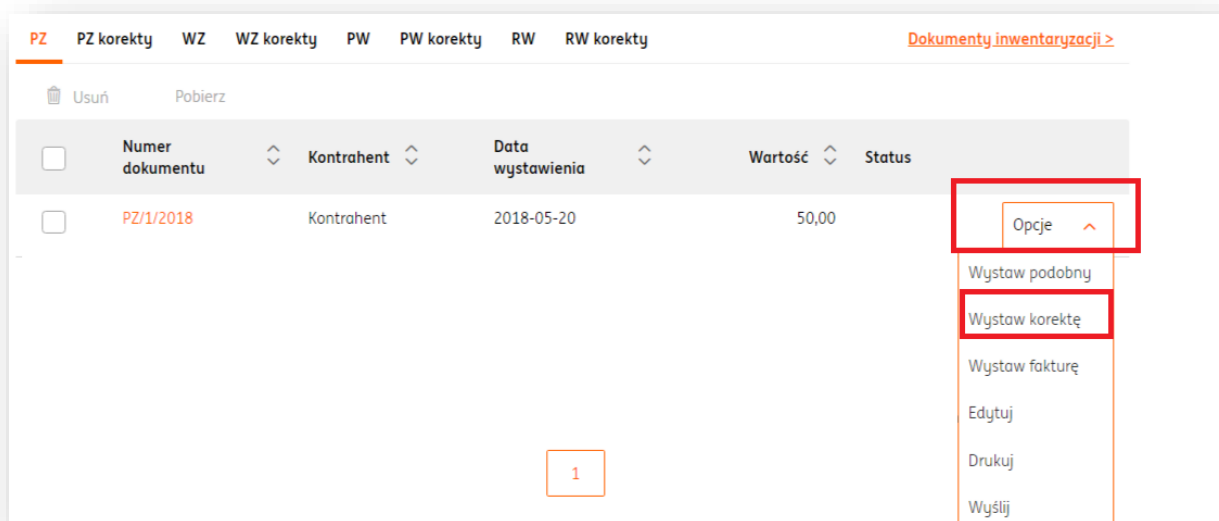 PZ PZ korekty WZ WZ korekty PW PW korekty RW RW korekty Dokumenty inwentaryzacji >
Usuń Pobierz
Numer dokumentu Kontrahent Data wystawienia Wartość Status
PZ/1/2018 Kontrahent 2018-05-20 50,00 Opcje
Wystaw podobny
Wystaw korektę
Wystaw fakturę
Edytuj
Drukuj
1
Wyślij